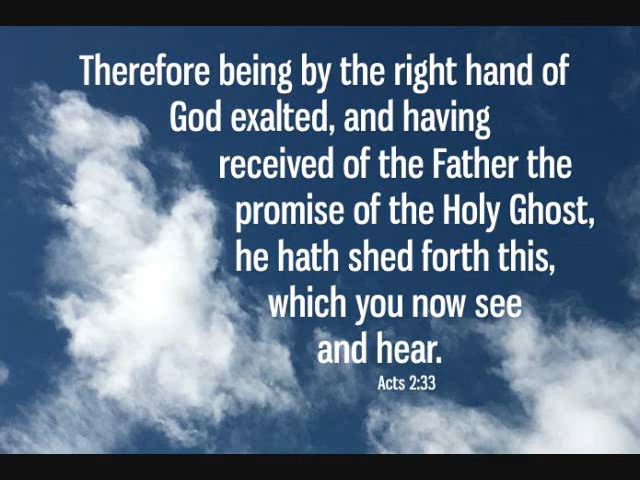 Therefore being by the right hand of
God exalted, and having
received of the Father the
promise of the Holy Ghost,
he hath shed forth this,
which you now see
and hear.
Acts 2:33